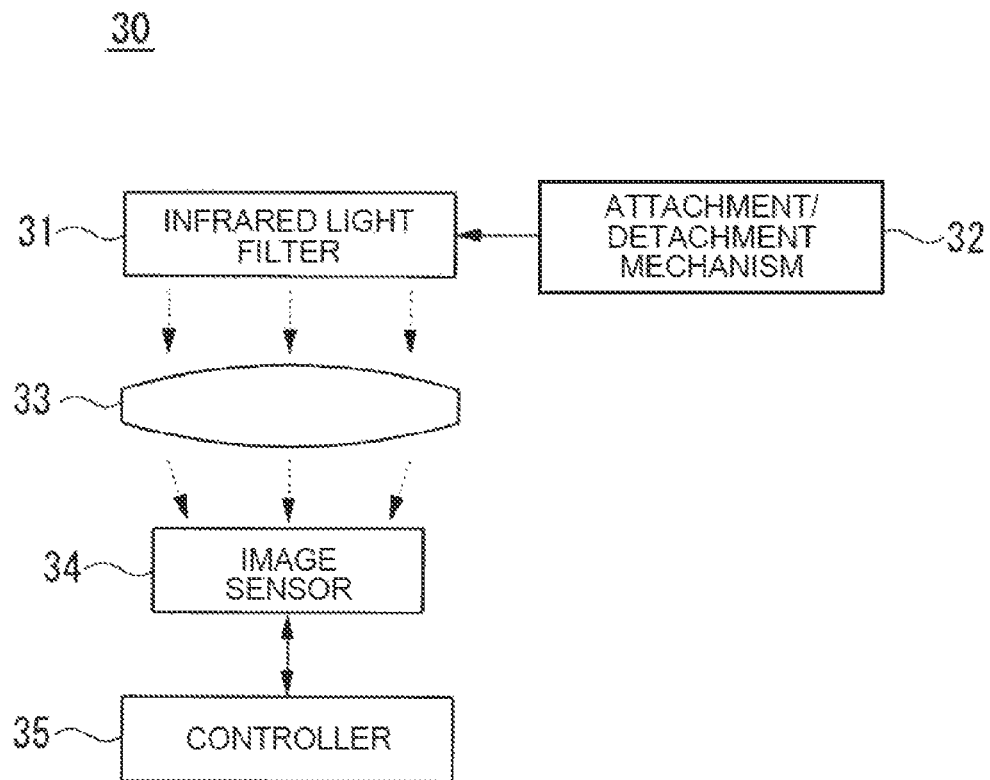 30
31
INFRARED LIGHT
FILTER
ATTACHMENT/
DETACHMENT
MECHANISM
32
33
34
IMAGE
SENSOR
35
CONTROLLER